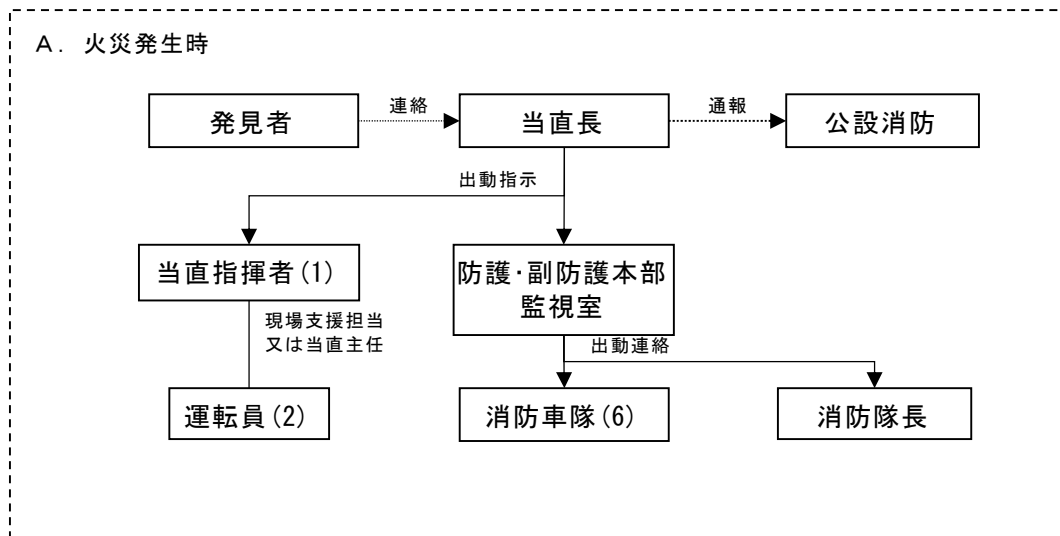 A. 火災発生時
発見者
連絡
当直長
通報
公設消防
出動指示
当直指揮者(1)
防護・副防護本部
監視室
現場支援担当
又は当直主任
出動連絡
運転員(2)
消防車隊(6)
消防隊長